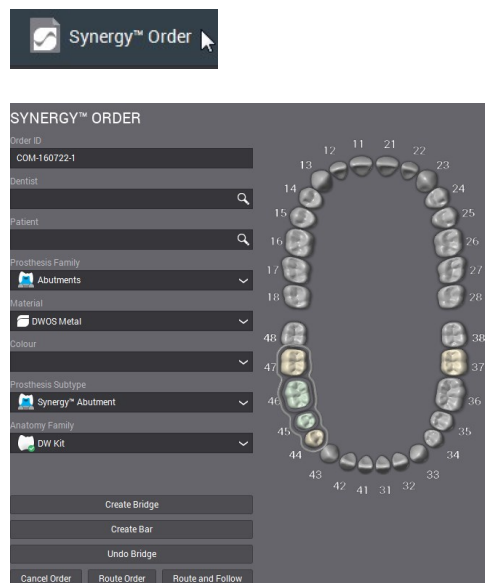 Synergy™ Order
SYNERGY™ ORDER
Order ID
COM-160722-1
Dentist
Patient
Prosthesis Family
Abutments
Material
DWOS Metal
Colour
Prosthesis Subtype
Synergy™ Abutment
Anatomy Family
DW Kit
Create Bridge
Create Bar
Undo Bridge
Cancel Order Route Order Route and Follow
12 11 21 22
13 23
14 24
15 25
16 26
17 27
18 28
48 38
47 37
46 36
45 35
44 34
43 33
42 41 31 32